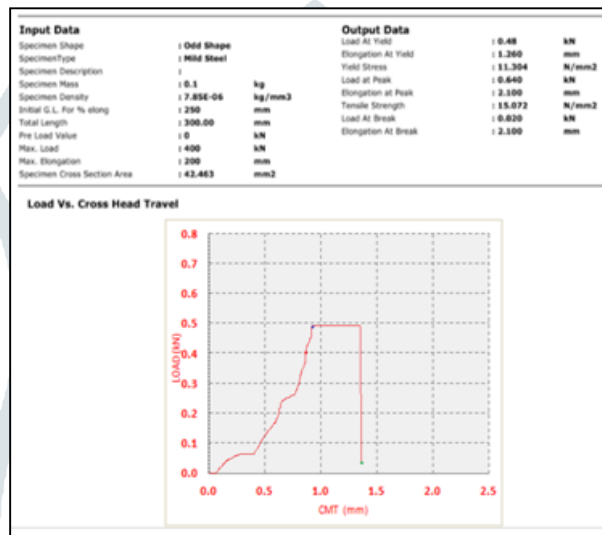 Input Data
Specimen Shape : Odd Shape
SpecimenType : Mild Steel
Specimen Description :
Specimen Mass : 0.1 kg
Specimen Density : 7.85E-06 kg/mm3
Initial G.L. For % elong : 250 mm
Total Length : 300.00 mm
Pre Load Value : 0 kN
Max. Load : 400 kN
Max. Elongation : 200 mm
Specimen Cross Section Area : 42.463 mm2
Output Data
Load At Yield : 0.48 kN
Elongation At Yield : 1.260 mm
Yield Stress : 11.304 N/mm2
Load at Peak : 0.640 kN
Elongation at Peak : 2.100 mm
Tensile Strength : 15.072 N/mm2
Load At Break : 0.020 kN
Elongation At Break : 2.100 mm
Load Vs. Cross Head Travel
0.8
0.7
0.6
0.5
0.4
0.3
0.2
0.1
0.0
LOAD (kN)
0.0 0.5 1.0 1.5 2.0 2.5
CMT (mm)